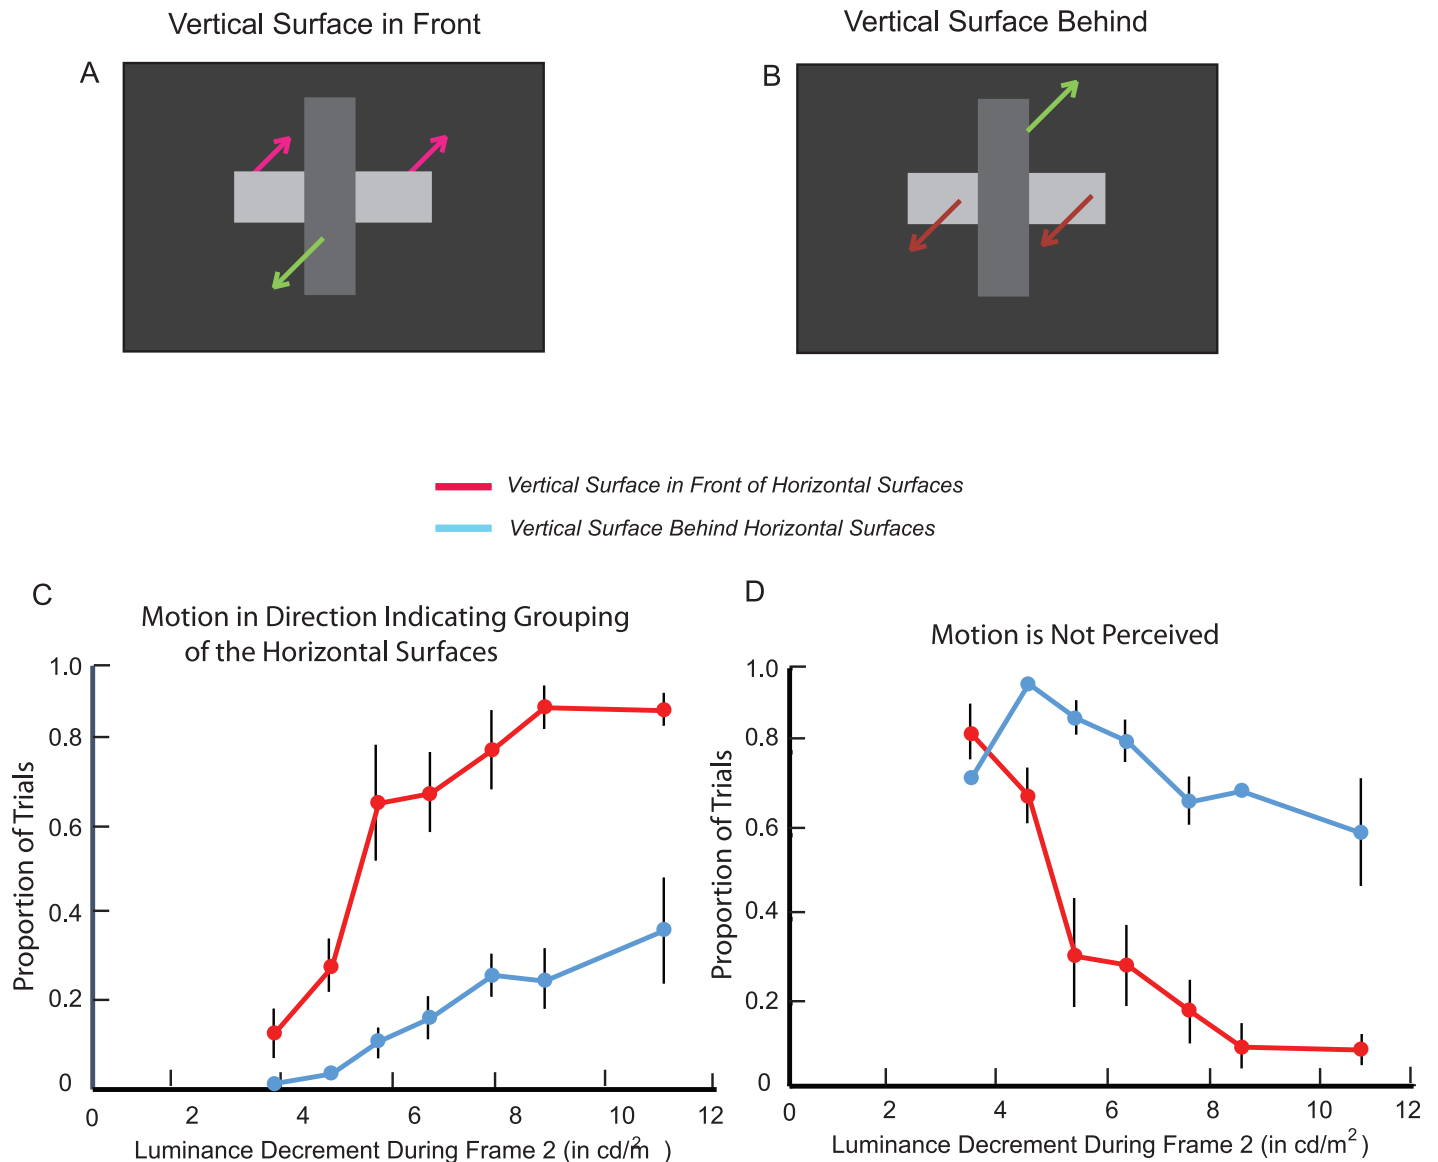 Vertical Surface in Front
Vertical Surface Behind
A
B
Vertical Surface in Front of Horizontal Surfaces
Vertical Surface Behind Horizontal Surfaces
C
Motion in Direction Indicating Grouping
of the Horizontal Surfaces
Proportion of Trials
1.0
0.8
0.6
0.4
0.2
0
0 2 4 6 8 10 12
Luminance Decrement During Frame 2 (in cd/m2 )
D
Motion is Not Perceived
Proportion of Trials
1.0
0.8
0.6
0.4
0.2
0
0 2 4 6 8 10 12
Luminance Decrement During Frame 2 (in cd/m2)